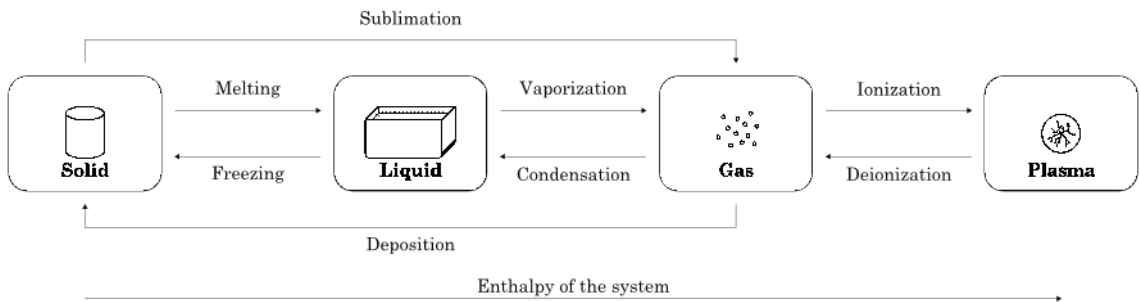 Sublimation
Melting
Vaporization
Ionization
Solid
Liquid
Gas
Plasma
Freezing
Condensation
Deionization
Deposition
Enthalpy of the system